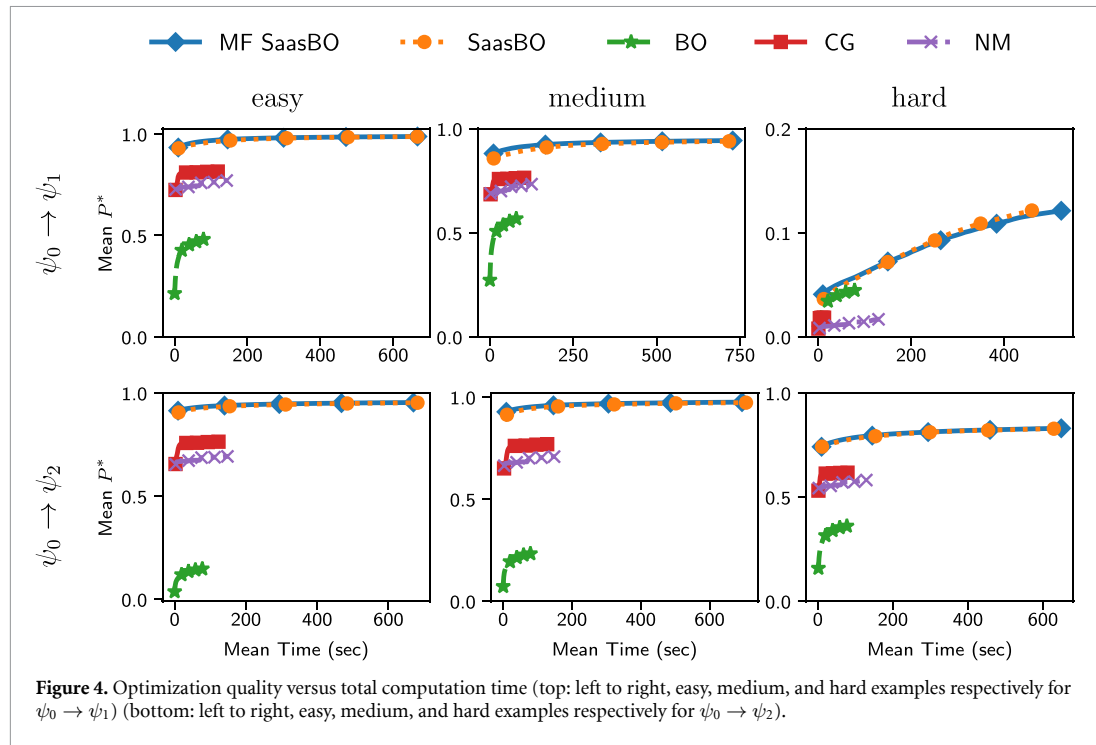 MF SaasBO SaasBO BO CG NM
easy medium hard
ψ₀ → ψ₁
Mean P*
1.0
0.5
0.0
0 200 400 600
1.0
0.5
0.0
0 250 500 750
0.2
0.1
0.0
0 200 400
ψ₀ → ψ₂
Mean P*
1.0
0.5
0.0
0 200 400 600
Mean Time (sec)
1.0
0.5
0.0
0 200 400 600
Mean Time (sec)
1.0
0.5
0.0
0 200 400 600
Mean Time (sec)
Figure 4. Optimization quality versus total computation time (top: left to right, easy, medium, and hard examples respectively for
ψ₀ → ψ₁) (bottom: left to right, easy, medium, and hard examples respectively for ψ₀ → ψ₂).